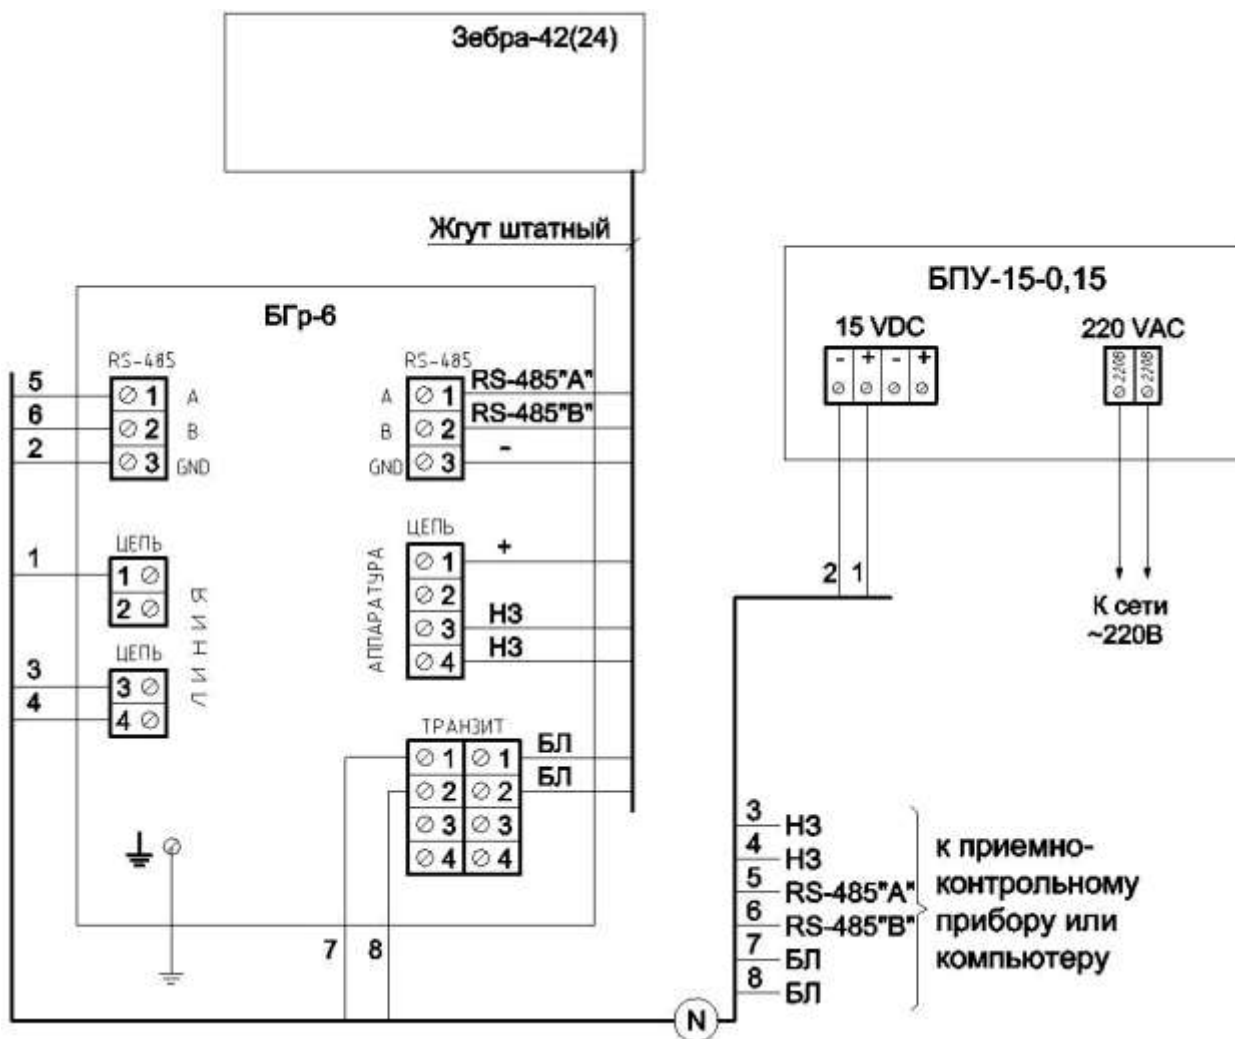 Зебра-42(24)
Жгут штатный
БГр-6
RS-485
5
1
A
6
2
B
2
3
GND
RS-485
A
1
RS-485"A"
B
2
RS-485"B"
GND
3
-
ЦЕПЬ
1
1
2
ЛИНИЯ
ЦЕПЬ
3
3
4
4
АППАРАТУРА
ЦЕПЬ
1
+
2
3
НЗ
4
НЗ
ТРАНЗИТ
1 1
БЛ
2 2
БЛ
3 3
4 4
7 8
БПУ-15-0,15
15 VDC
- + - +
220 VAC
220В 220В
2 1
К сети
~220В
3 НЗ
4 НЗ
5 RS-485"A"
6 RS-485"B"
7 БЛ
8 БЛ
к приемно-
контрольному
прибору или
компьютеру
N